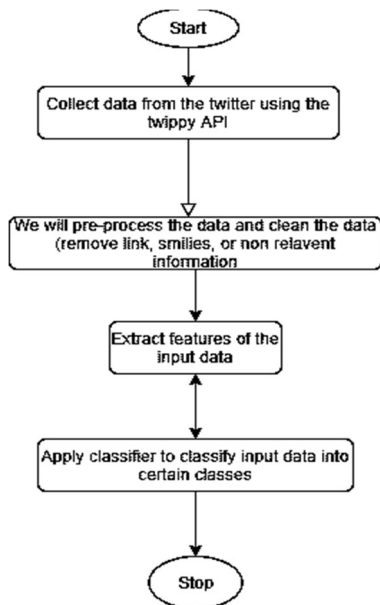 Start
Collect data from the twitter using the
twippy API
We will pre-process the data and clean the data
(remove link, smilies, or non relavent
information
Extract features of the
input data
Apply classifier to classify input data into
certain classes
Stop